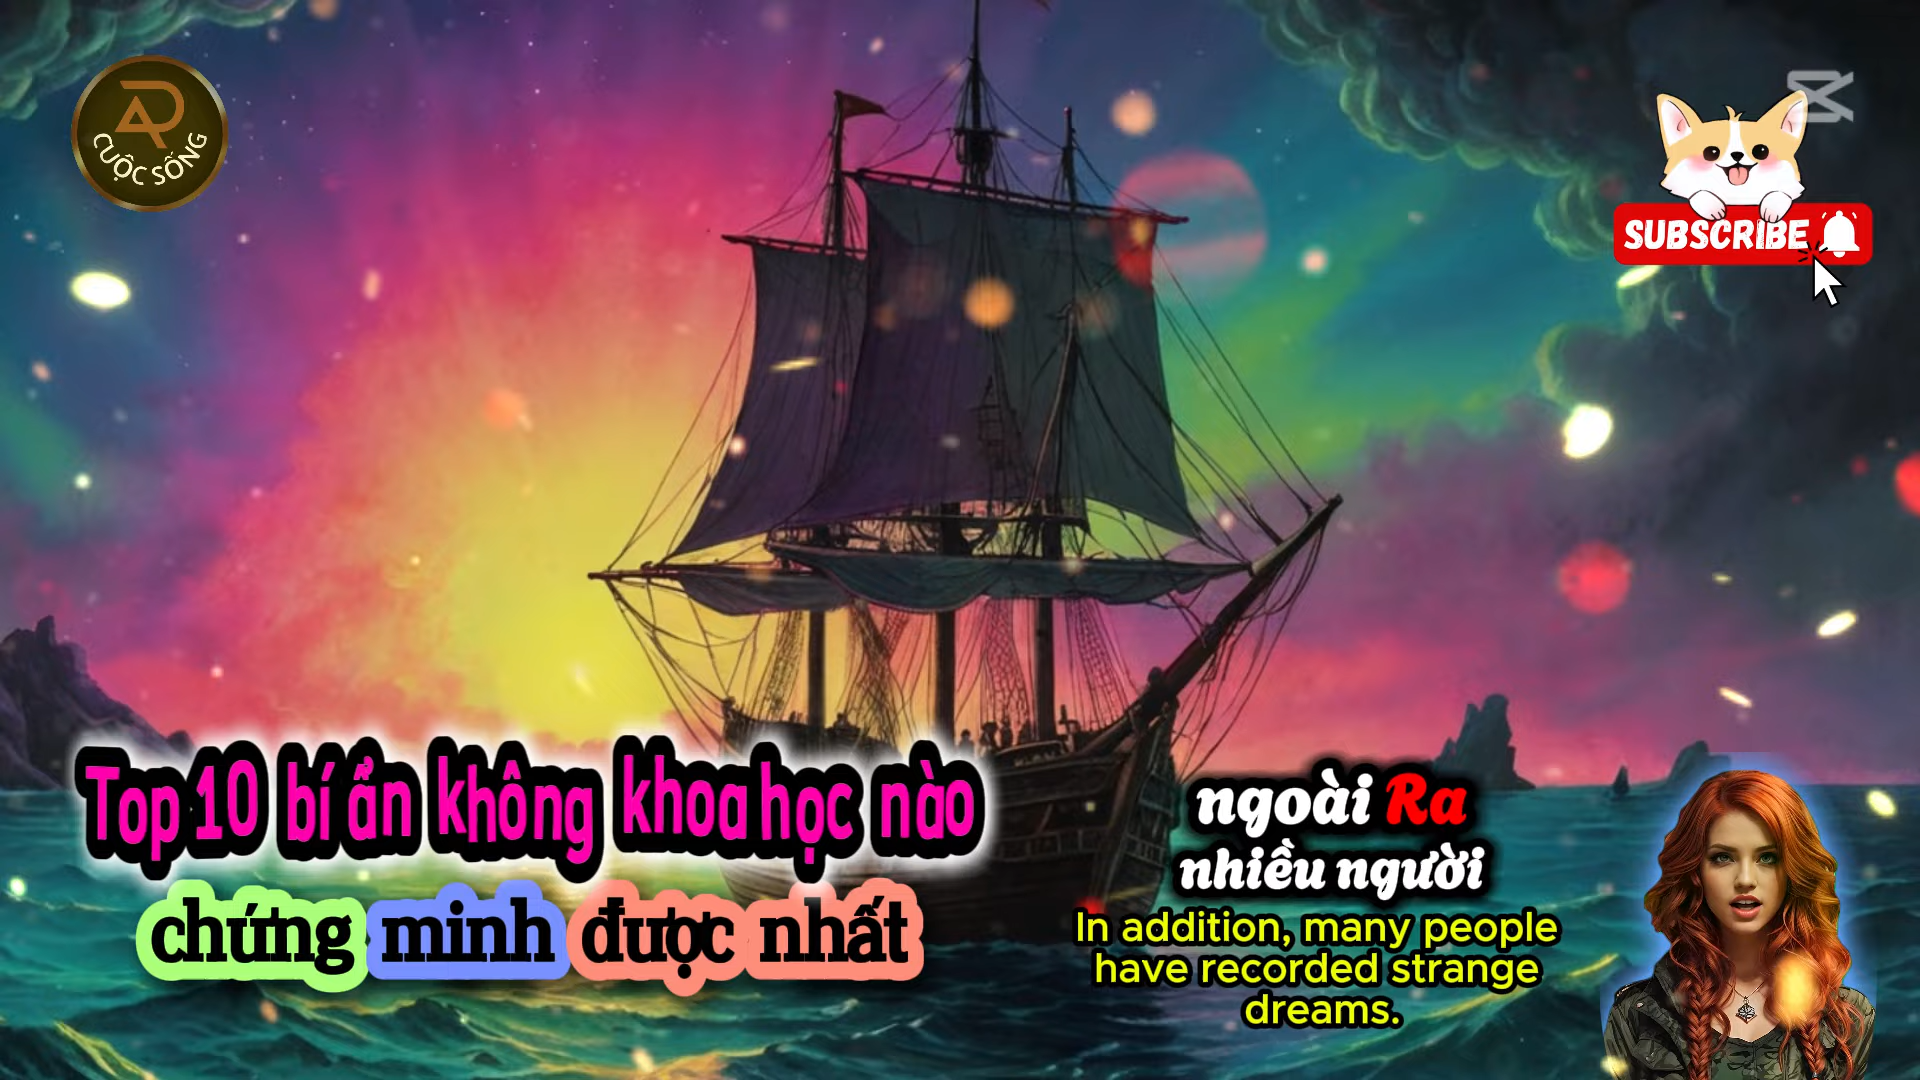 CUỘC SỐNG
SUBSCRIBE
Top 10 bí ẩn không khoa học nào
chứng minh được nhất
ngoài Ra
nhiều người
In addition, many people
have recorded strange
dreams.